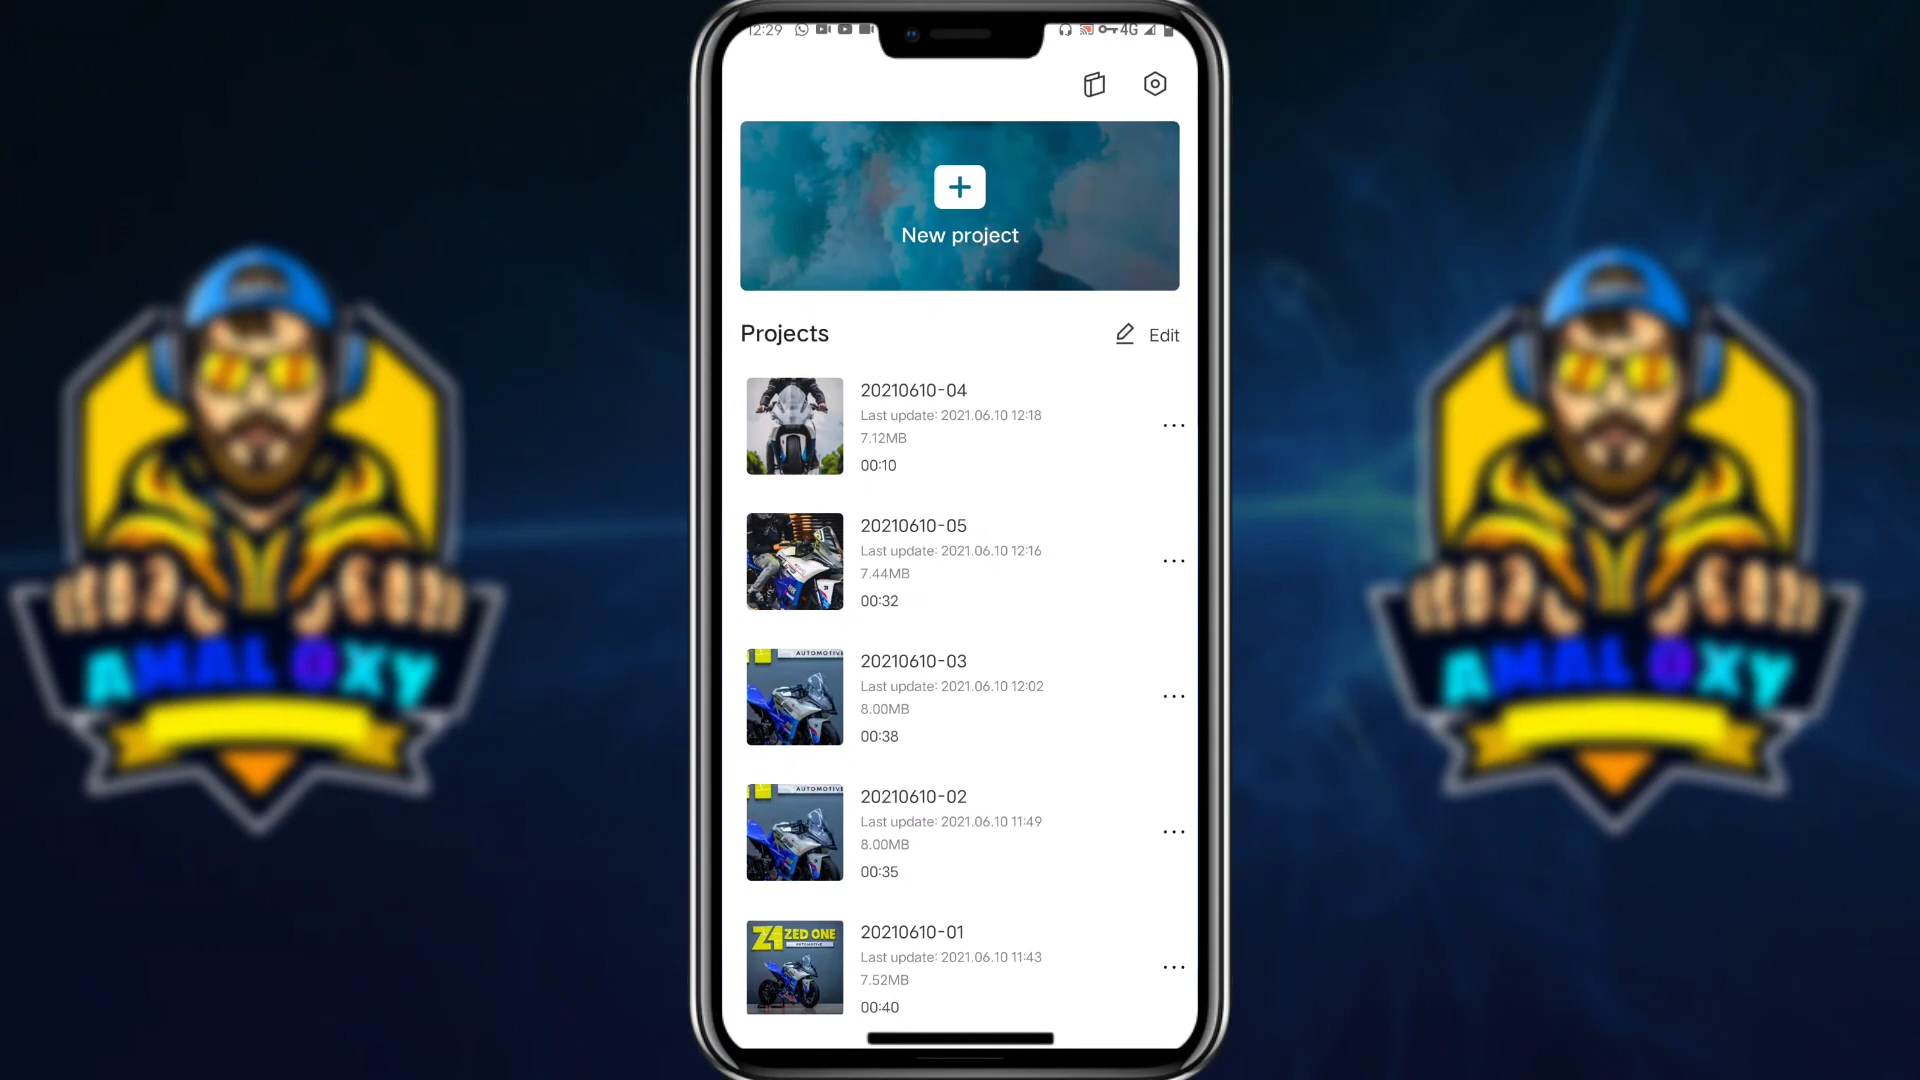 12:29
4G
New project
Projects
Edit
20210610-04
Last update: 2021.06.10 12:18
7.12MB
00:10
20210610-05
Last update: 2021.06.10 12:16
7.44MB
00:32
AUTOMOTIVE
20210610-03
Last update: 2021.06.10 12:02
8.00MB
00:38
AUTOMOTIVE
20210610-02
Last update: 2021.06.10 11:49
8.00MB
00:35
Z1 ZED ONE
AUTOMOTIVE
20210610-01
Last update: 2021.06.10 11:43
7.52MB
00:40
AMAL OXY
AMAL OXY